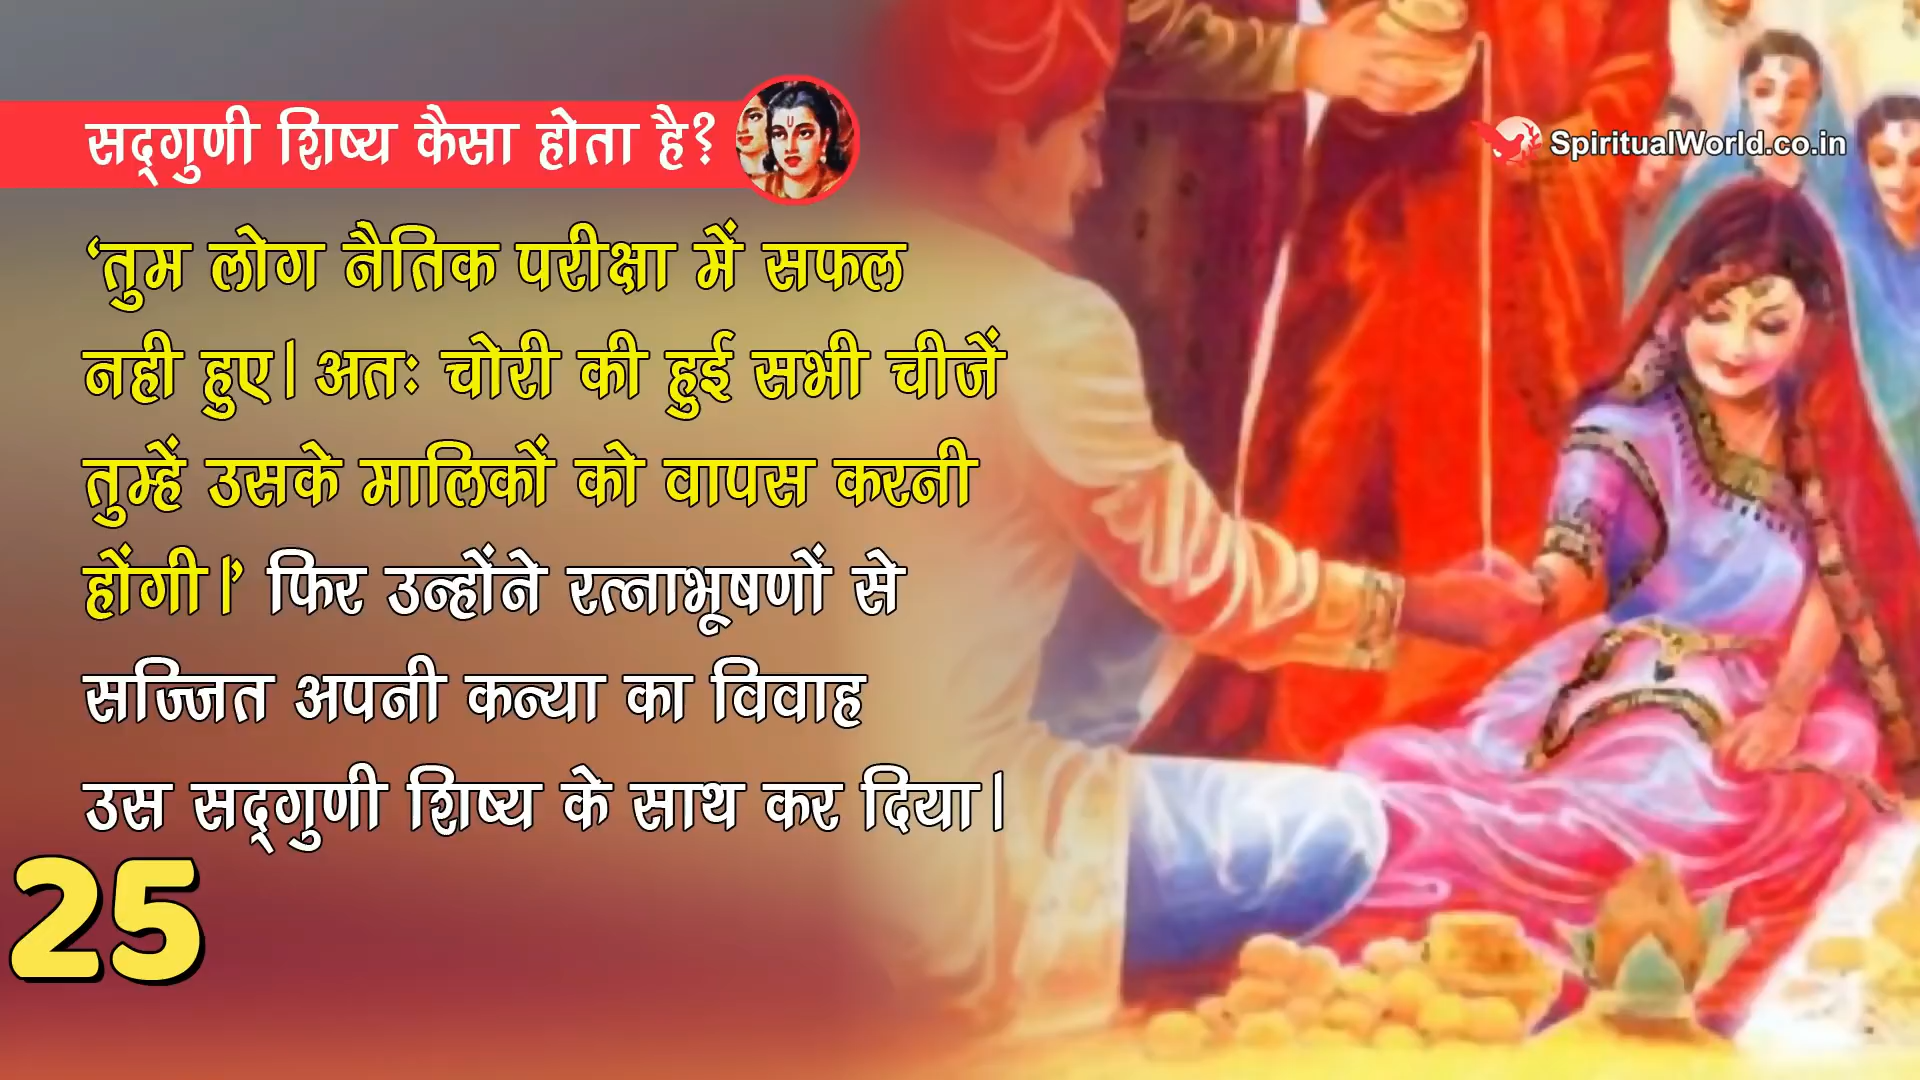 सद्‌गुणी शिष्य कैसा होता है?
SpiritualWorld.co.in
‘तुम लोग नैतिक परीक्षा में सफल
नही हुए। अतः चोरी की हुई सभी चीजें
तुम्हें उसके मालिकों को वापस करनी
होंगी।’ फिर उन्होंने रत्नाभूषणों से
सज्जित अपनी कन्या का विवाह
उस सद्‌गुणी शिष्य के साथ कर दिया।
25